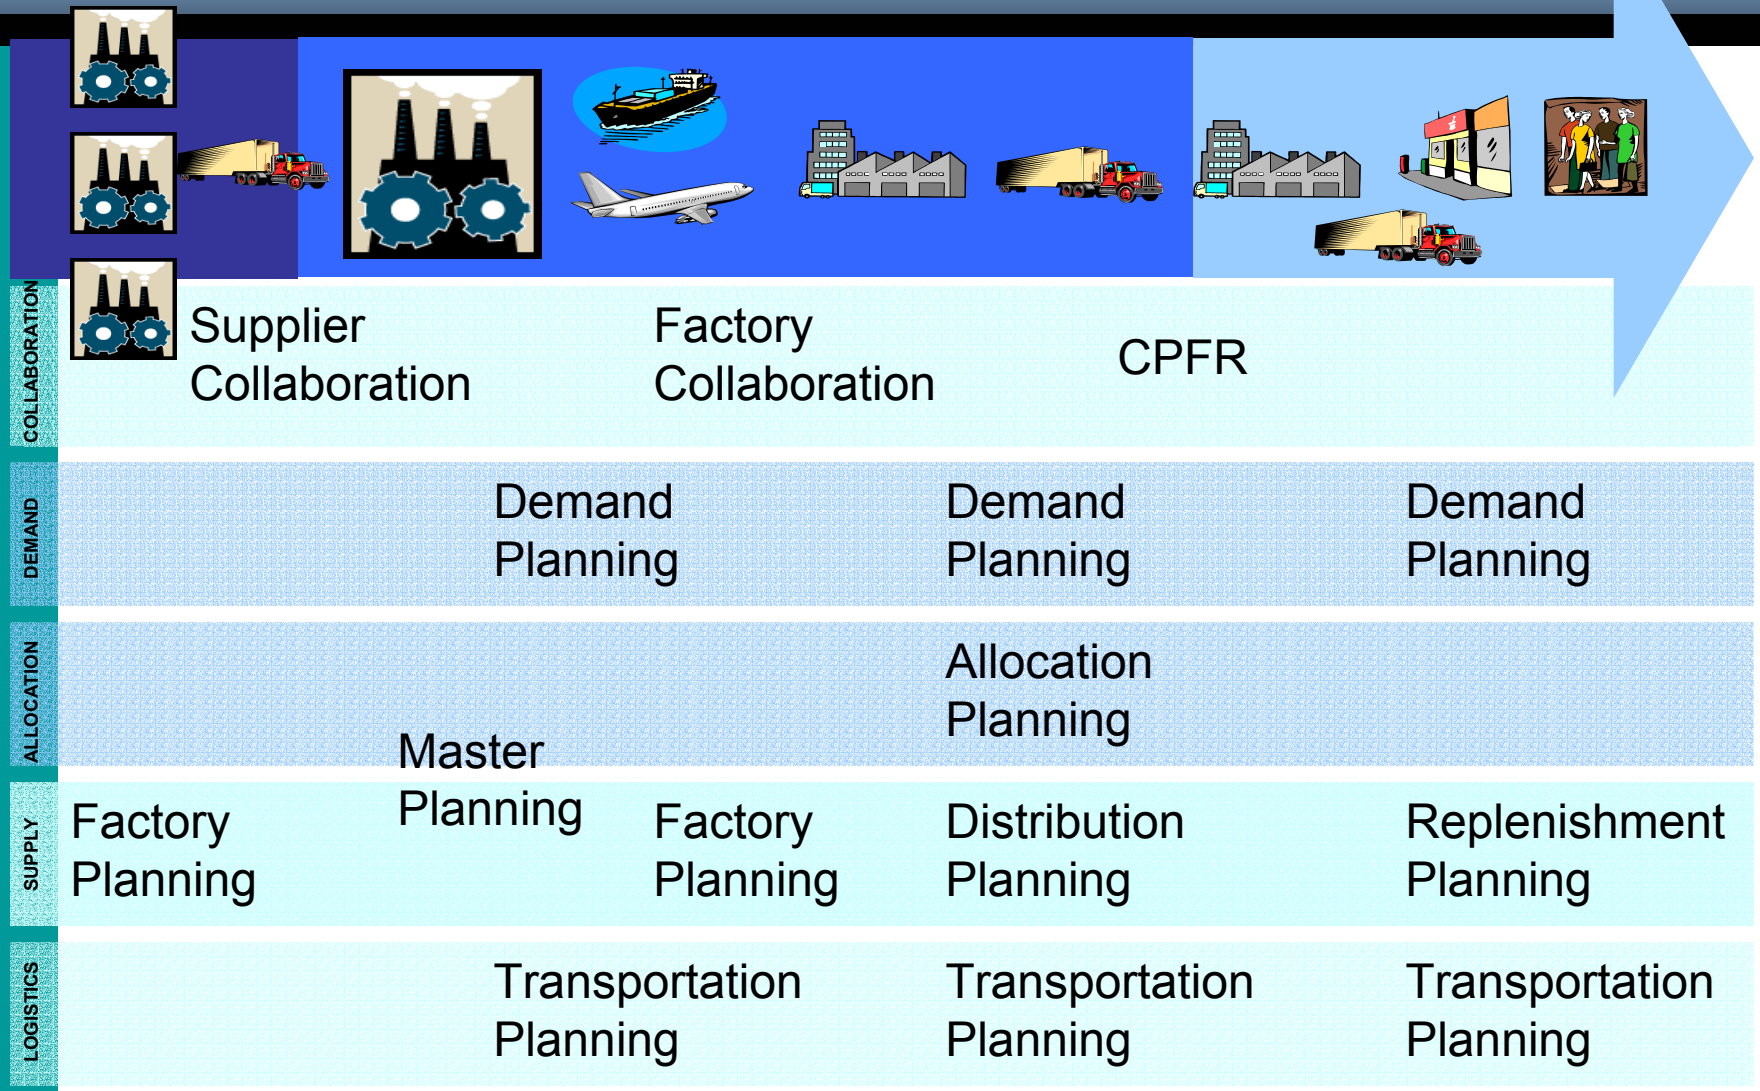 COLLABORATION
Supplier
Collaboration
Factory
Collaboration
CPFR
DEMAND
Demand
Planning
Demand
Planning
Demand
Planning
ALLOCATION
Allocation
Planning
Master
Planning
SUPPLY
Factory
Planning
Factory
Planning
Distribution
Planning
Replenishment
Planning
LOGISTICS
Transportation
Planning
Transportation
Planning
Transportation
Planning